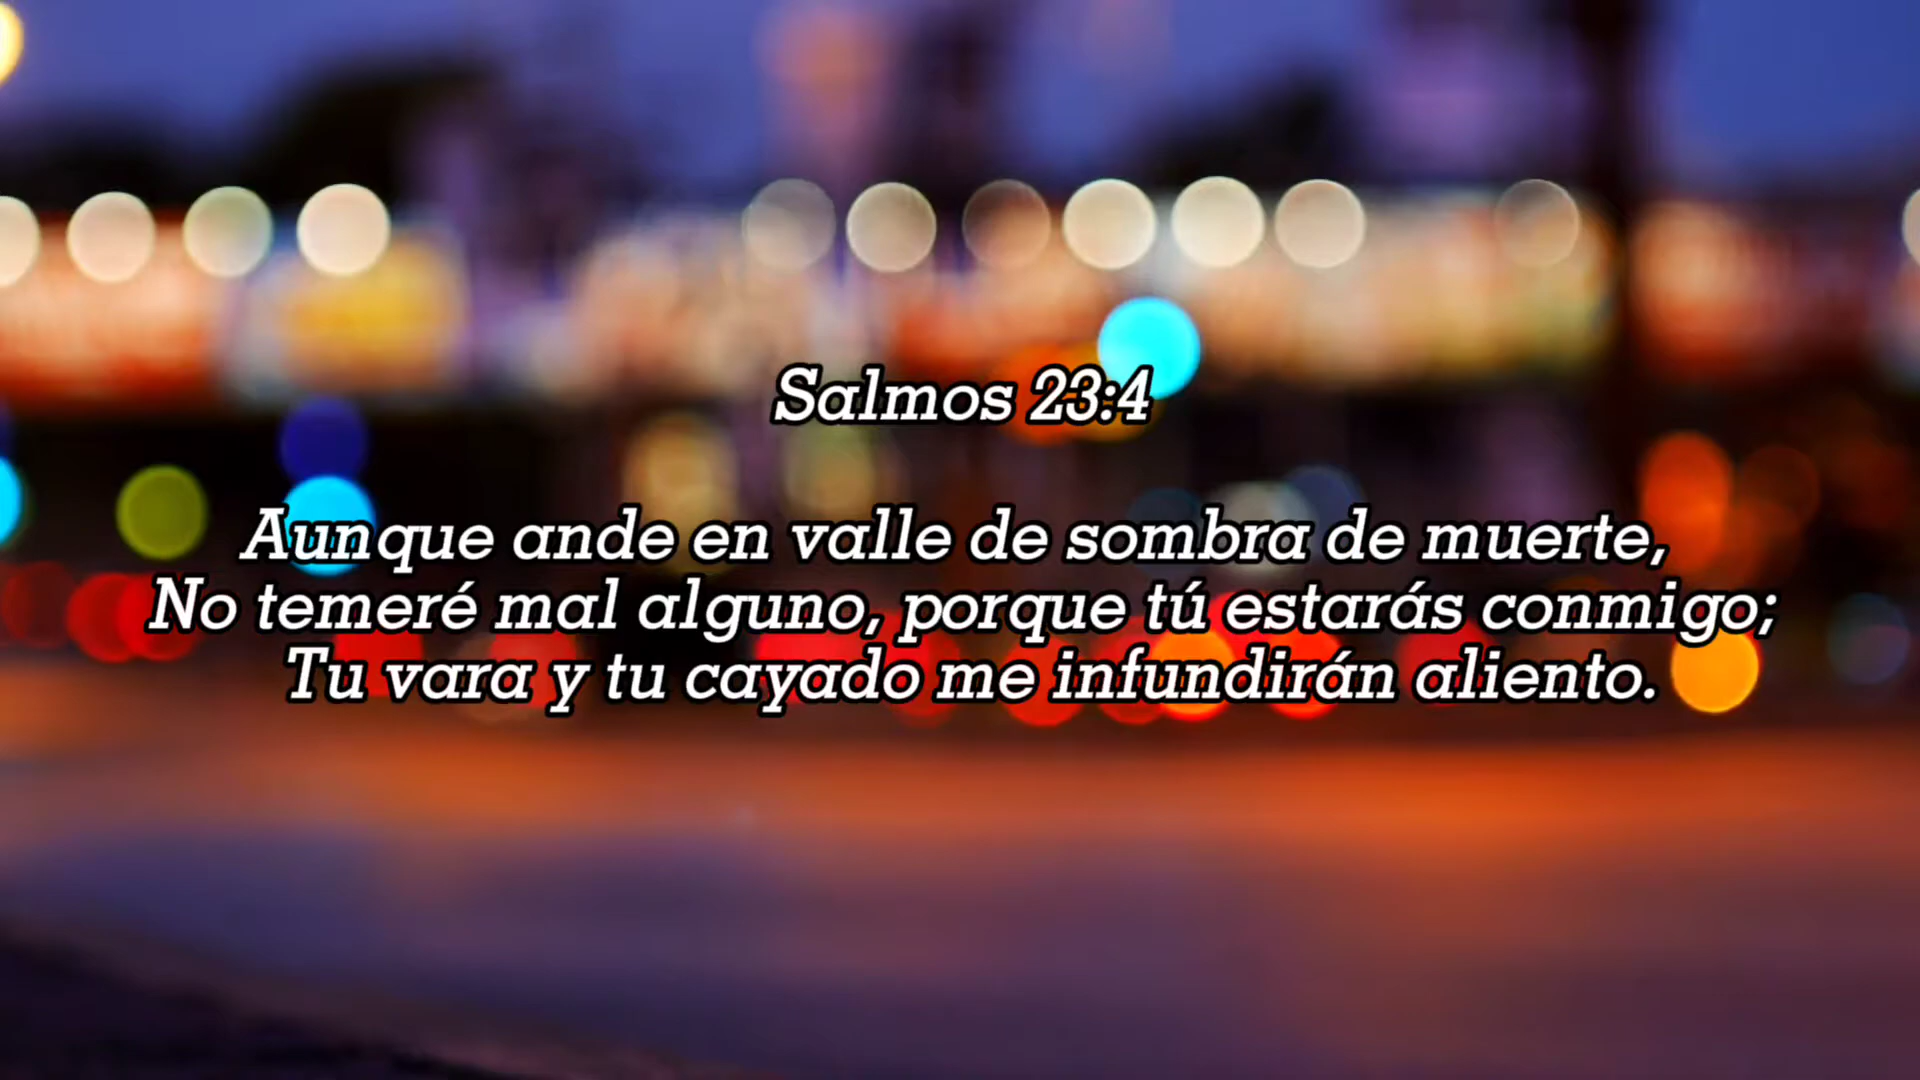 Salmos 23:4
Aunque ande en valle de sombra de muerte,
No temeré mal alguno, porque tú estarás conmigo;
Tu vara y tu cayado me infundirán aliento.